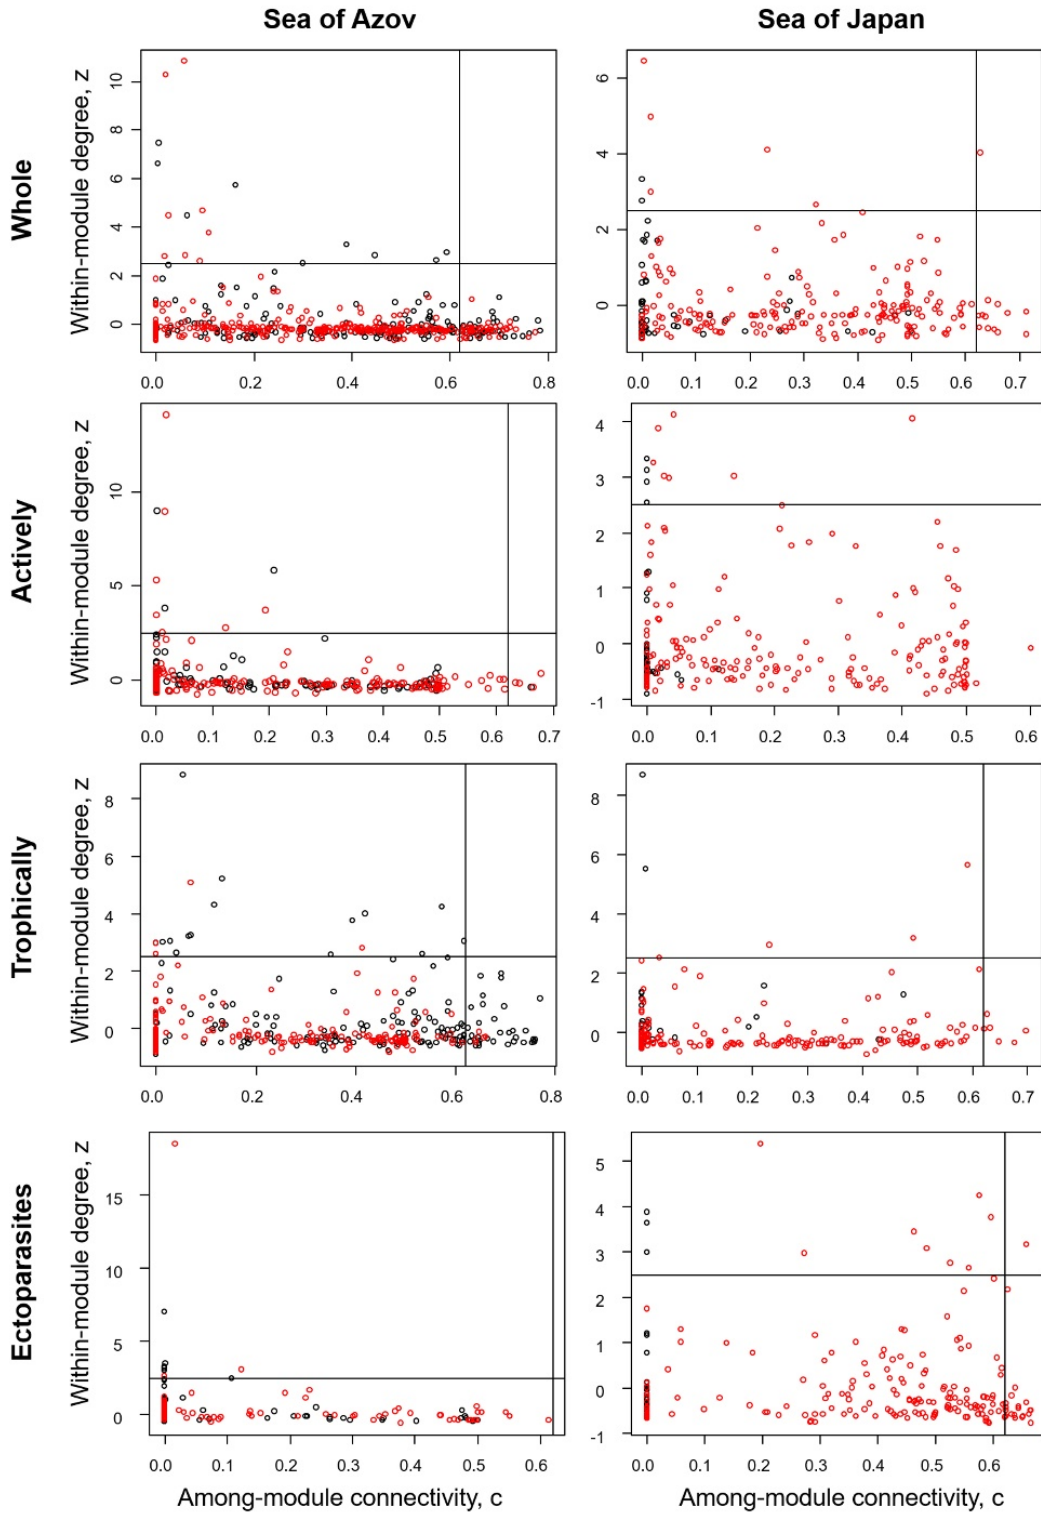 Sea of Azov
Sea of Japan
Whole
Within-module degree, z
10
8
6
4
2
0
0.0 0.2 0.4 0.6 0.8
6
4
2
0
0.0 0.1 0.2 0.3 0.4 0.5 0.6 0.7
Actively
Within-module degree, z
10
5
0
0.0 0.1 0.2 0.3 0.4 0.5 0.6 0.7
4
3
2
1
0
-1
0.0 0.1 0.2 0.3 0.4 0.5 0.6
Trophically
Within-module degree, z
8
6
4
2
0
0.0 0.2 0.4 0.6 0.8
8
6
4
2
0
0.0 0.1 0.2 0.3 0.4 0.5 0.6 0.7
Ectoparasites
Within-module degree, z
15
10
5
0
0.0 0.1 0.2 0.3 0.4 0.5 0.6
Among-module connectivity, c
5
4
3
2
1
0
-1
0.0 0.1 0.2 0.3 0.4 0.5 0.6
Among-module connectivity, c